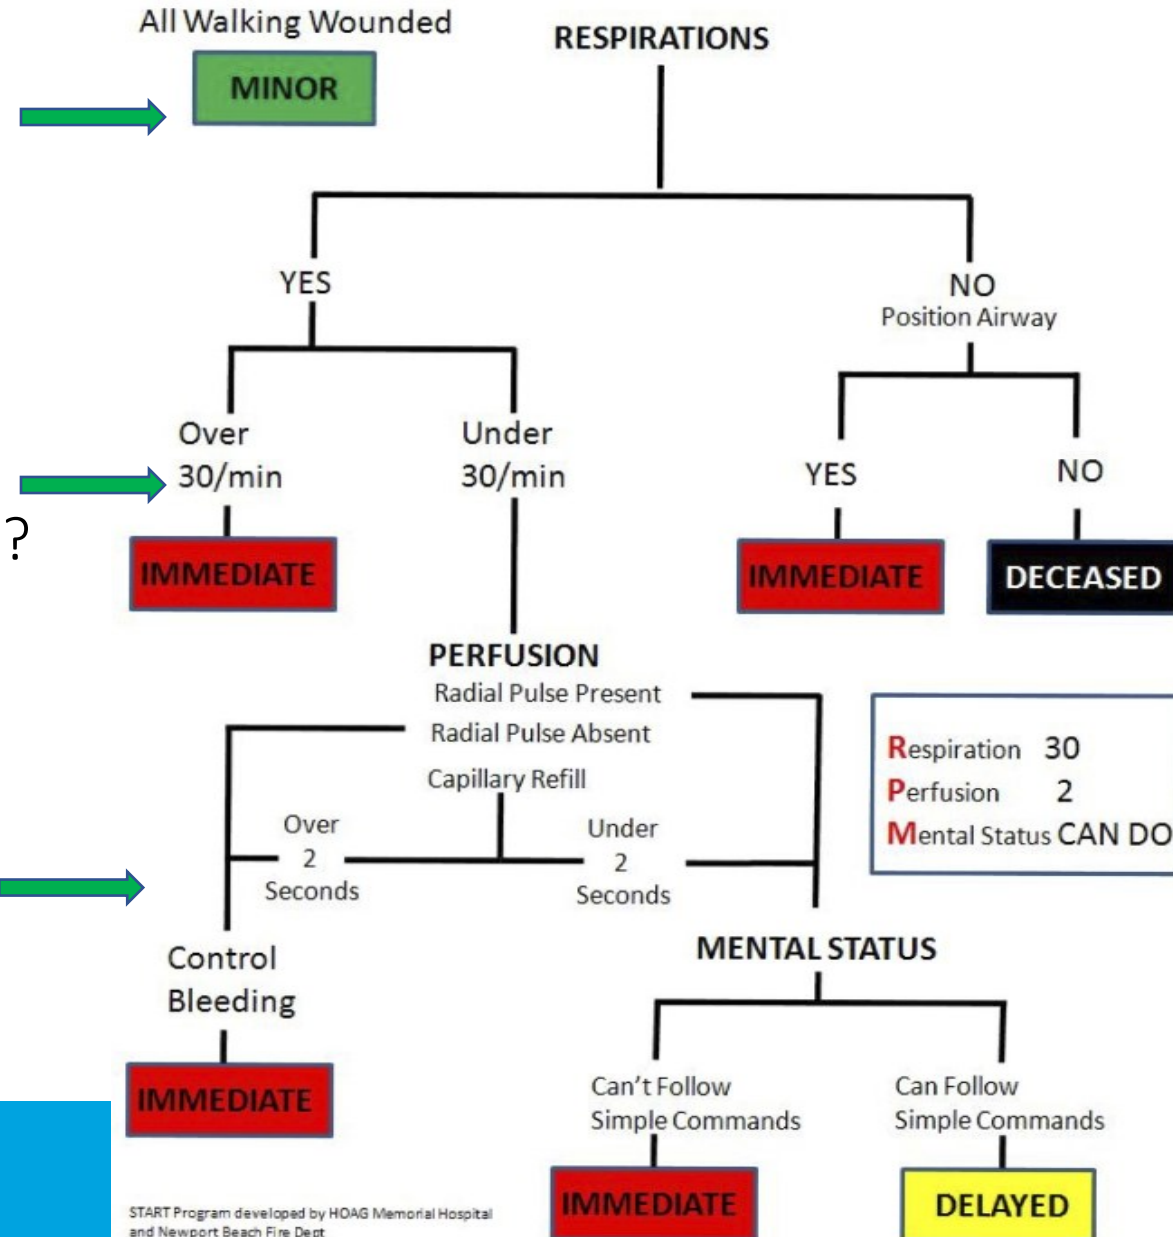 All Walking Wounded
MINOR
RESPIRATIONS
YES
NO
Position Airway
Over
30/min
Under
30/min
YES
NO
?
IMMEDIATE
IMMEDIATE
DECEASED
PERFUSION
Radial Pulse Present
Radial Pulse Absent
Capillary Refill
Over
2
Seconds
Under
2
Seconds
Respiration 30
Perfusion 2
Mental Status CAN DO
Control
Bleeding
IMMEDIATE
MENTAL STATUS
Can't Follow
Simple Commands
Can Follow
Simple Commands
IMMEDIATE
DELAYED
START Program developed by HOAG Memorial Hospital
and Newport Beach Fire Dept